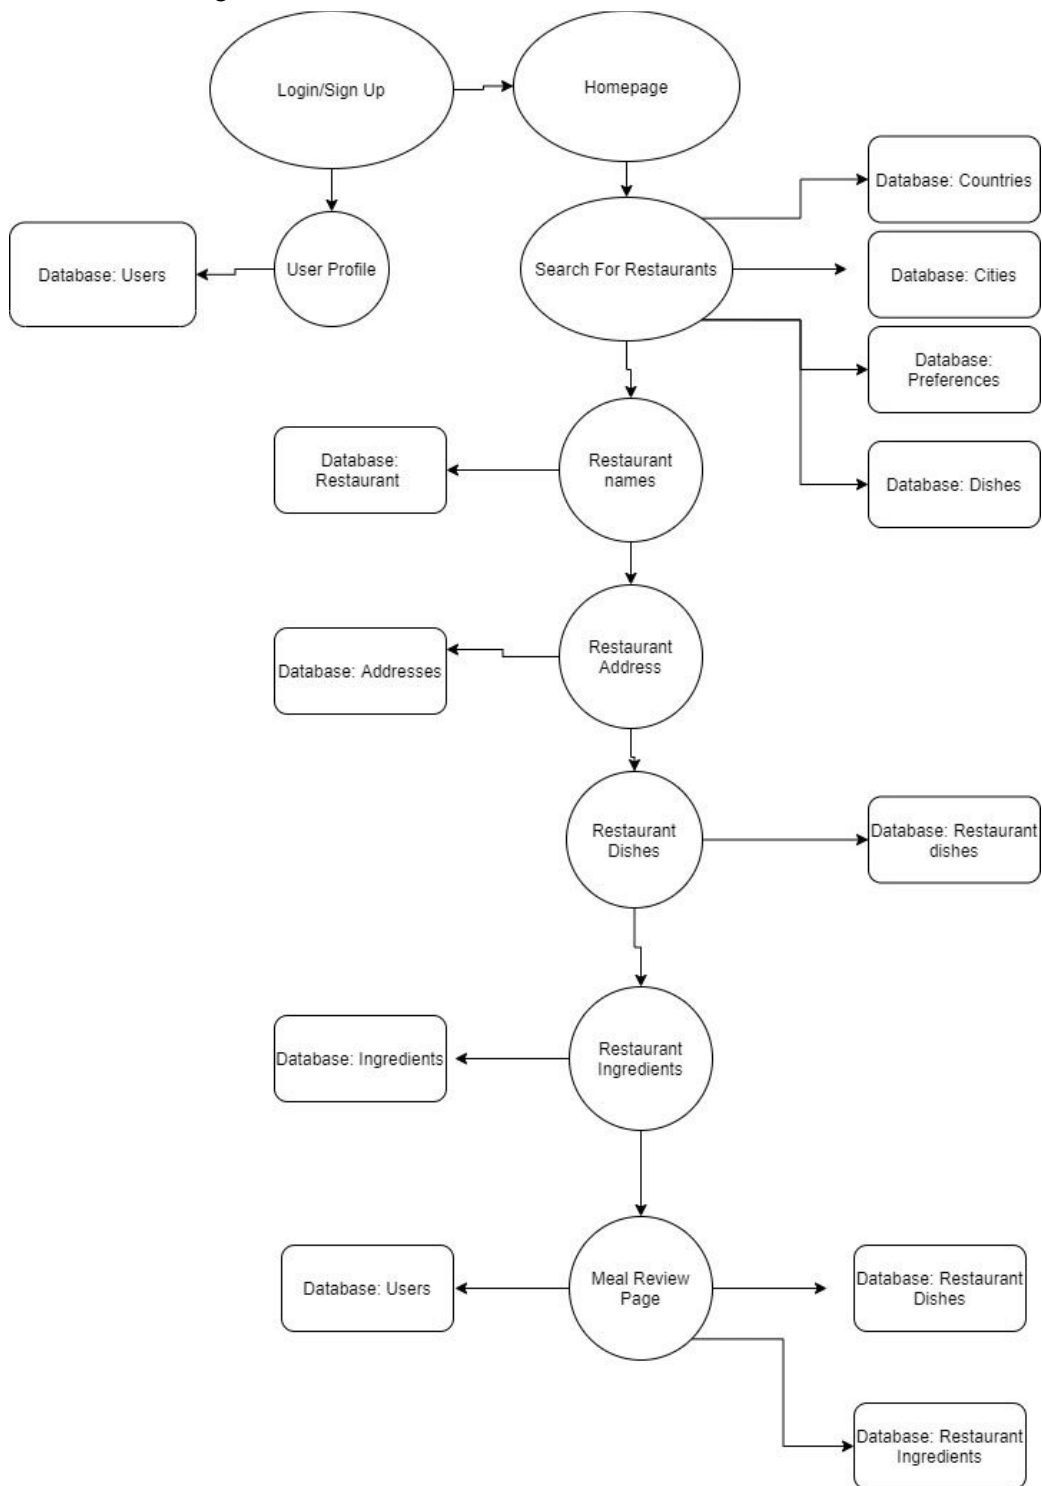 Login/Sign Up
Homepage
Database: Countries
Database: Users
User Profile
Search For Restaurants
Database: Cities
Database:
Preferences
Database:
Restaurant
Restaurant
names
Database: Dishes
Database: Addresses
Restaurant
Address
Restaurant
Dishes
Database: Restaurant
dishes
Database: Ingredients
Restaurant
Ingredients
Database: Users
Meal Review
Page
Database: Restaurant
Dishes
Database: Restaurant
Ingredients